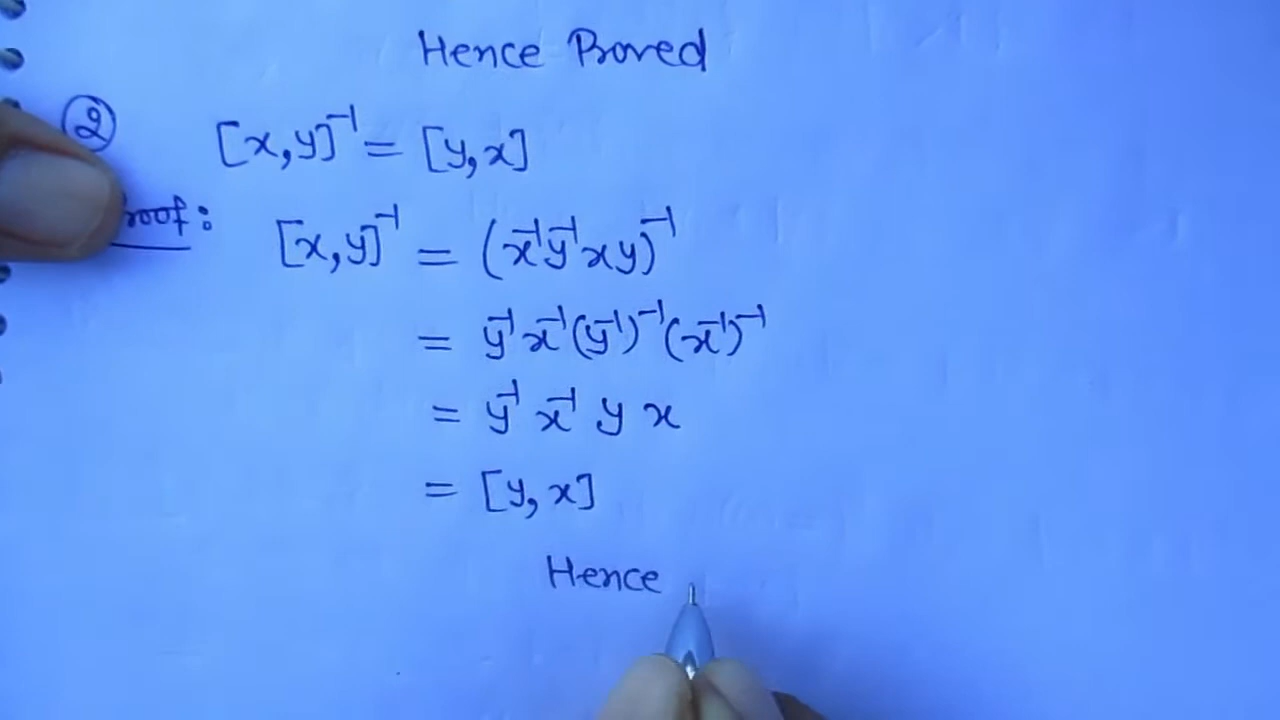 Hence Proved
② [x,y]⁻¹ = [y,x]
roof: [x,y]⁻¹ = (x⁻¹y⁻¹xy)⁻¹
= y⁻¹x⁻¹(y⁻¹)⁻¹(x⁻¹)⁻¹
= y⁻¹ x⁻¹ y x
= [y,x]
Hence